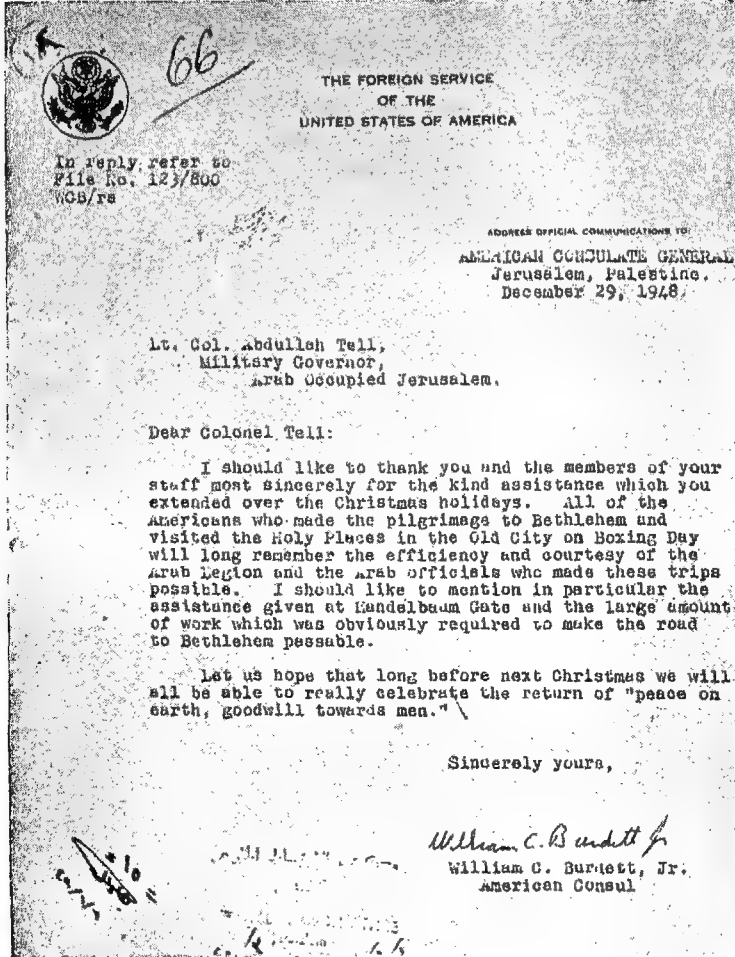 66
THE FOREIGN SERVICE
OF THE
UNITED STATES OF AMERICA
In reply refer to
File No. 123/800
WCB/rs
ADDRESS OFFICIAL COMMUNICATIONS TO
AMERICAN CONSULATE GENERAL
Jerusalem, Palestine.
December 29, 1948.
Lt. Col. Abdullah Tell,
Military Governor,
Arab Occupied Jerusalem.
Dear Colonel Tell:
I should like to thank you and the members of your
staff most sincerely for the kind assistance which you
extended over the Christmas holidays. All of the
Americans who made the pilgrimage to Bethlehem and
visited the Holy Places in the Old City on Boxing Day
will long remember the efficiency and courtesy of the
Arab Legion and the Arab officials who made these trips
possible. I should like to mention in particular the
assistance given at Mandelbaum Gate and the large amount
of work which was obviously required to make the road
to Bethlehem passable.
Let us hope that long before next Christmas we will
all be able to really celebrate the return of "peace on
earth, goodwill towards men."
Sincerely yours,
William C. Burdett Jr
William C. Burdett, Jr.
American Consul